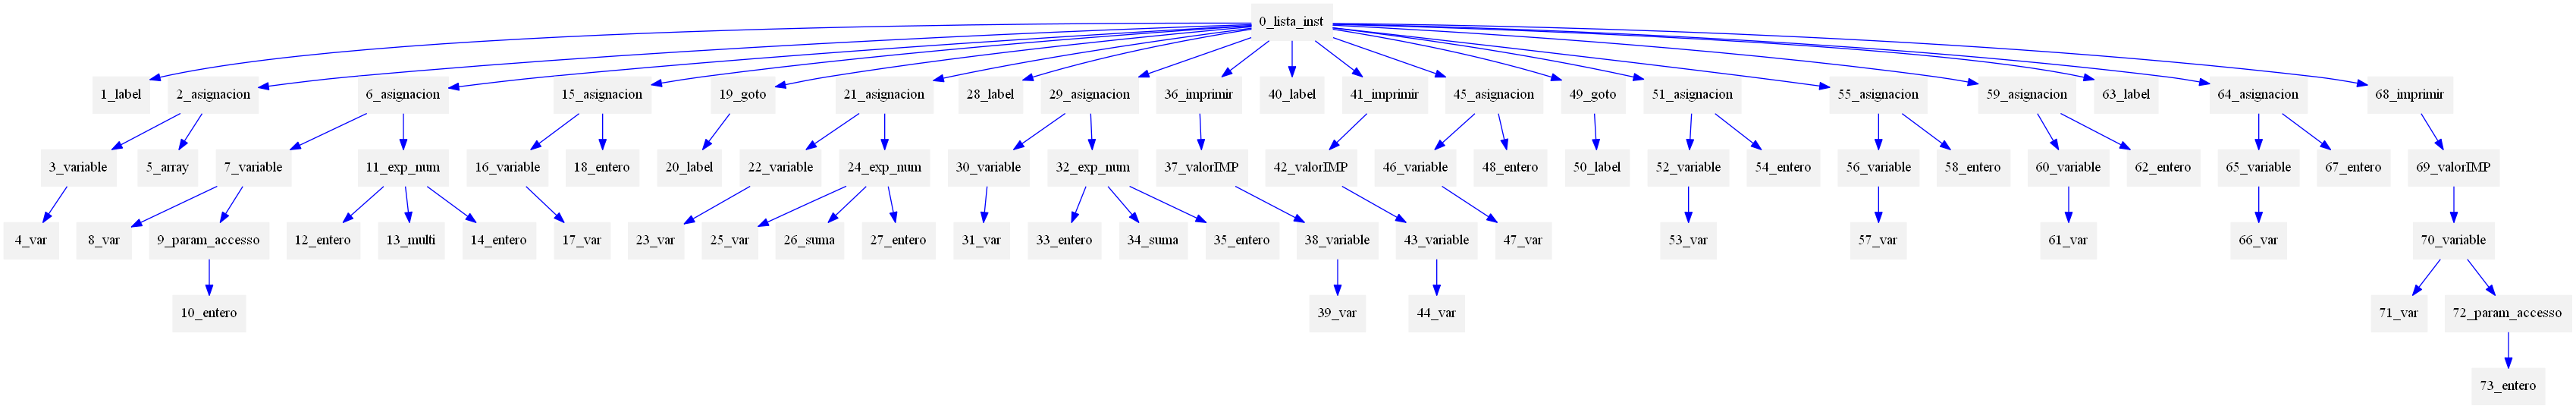 0_lista_inst
1_label 2_asignacion 6_asignacion 15_asignacion 19_goto 21_asignacion 28_label 29_asignacion 36_imprimir 40_label 41_imprimir 45_asignacion 49_goto 51_asignacion 55_asignacion 59_asignacion 63_label 64_asignacion 68_imprimir
3_variable 5_array 7_variable 11_exp_num 16_variable 18_entero 20_label 22_variable 24_exp_num 30_variable 32_exp_num 37_valorIMP 42_valorIMP 46_variable 48_entero 50_label 52_variable 54_entero 56_variable 58_entero 60_variable 62_entero 65_variable 67_entero 69_valorIMP
4_var 8_var 9_param_accesso 12_entero 13_multi 14_entero 17_var 23_var 25_var 26_suma 27_entero 31_var 33_entero 34_suma 35_entero 38_variable 43_variable 47_var 53_var 57_var 61_var 66_var 70_variable
10_entero 39_var 44_var 71_var 72_param_accesso
73_entero